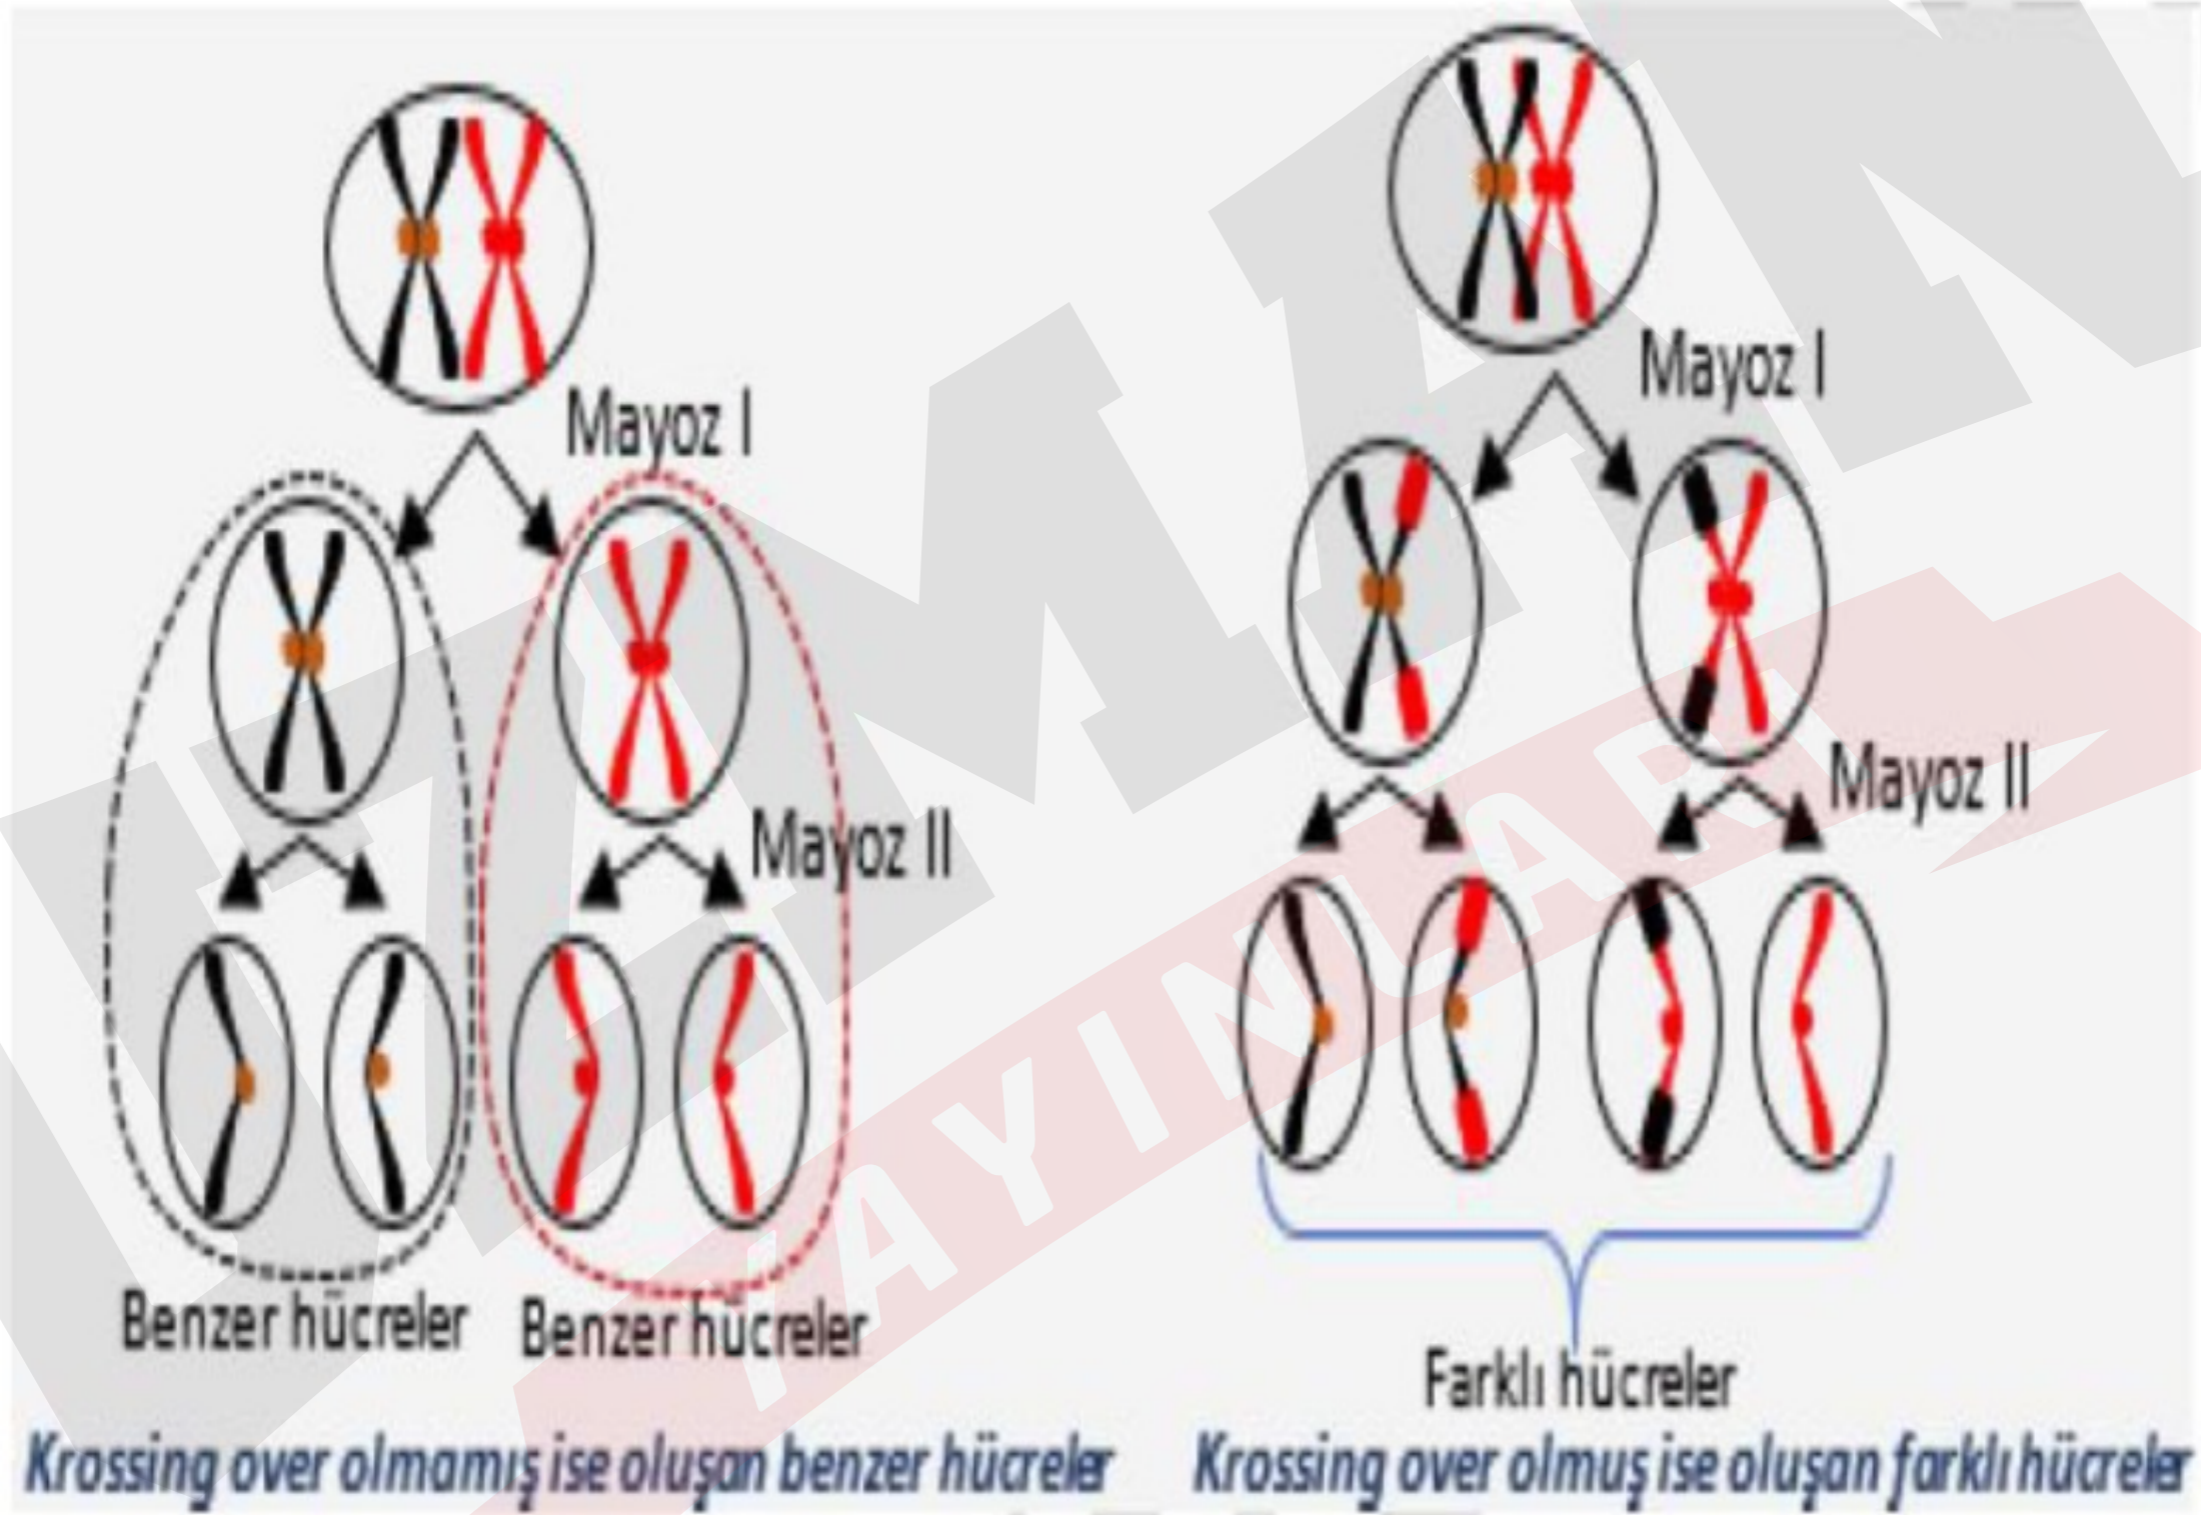 Mayoz I
Mayoz II
Benzer hücreler
Benzer hücreler
Krossing over olmamış ise oluşan benzer hücreler
Mayoz I
Mayoz II
Farklı hücreler
Krossing over olmuş ise oluşan farklı hücreler
YAYINLARI